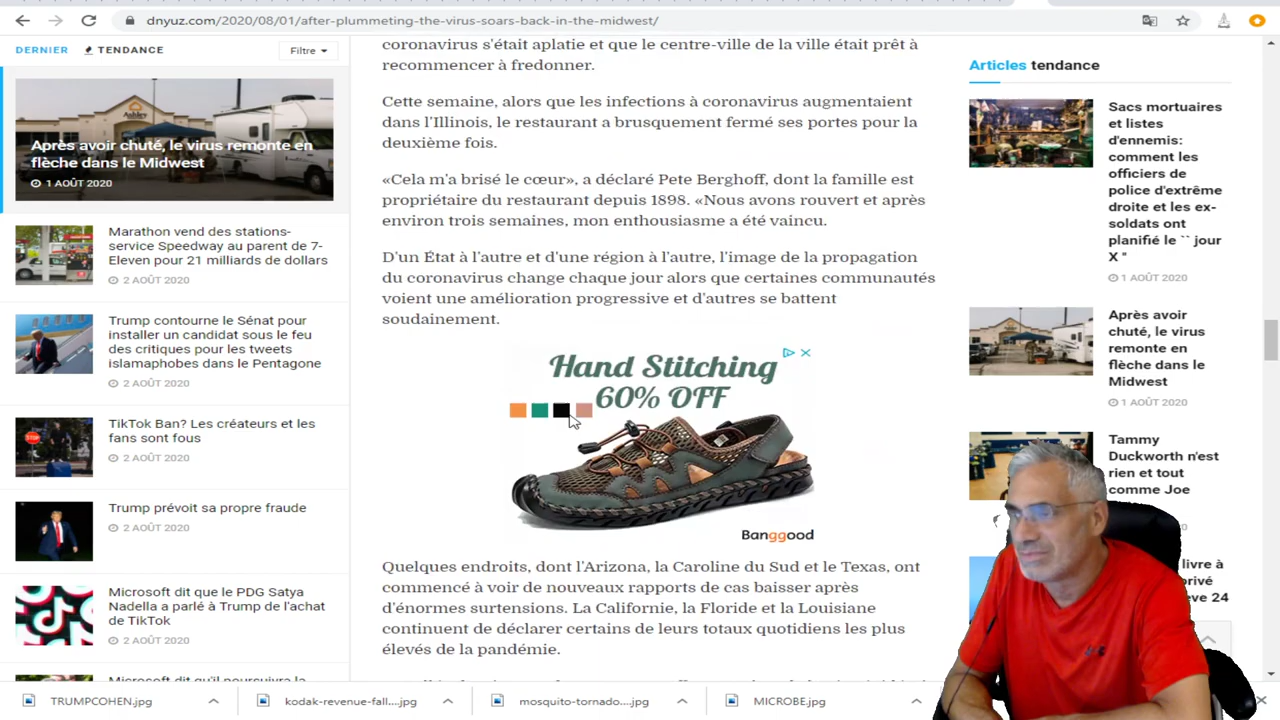 dnyuz.com/2020/08/01/after-plummeting-the-virus-soars-back-in-the-midwest/
DERNIER
TENDANCE
Filtre
Ashley
Après avoir chuté, le virus remonte en
flèche dans le Midwest
1 AOÛT 2020
Marathon vend des stations-
service Speedway au parent de 7-
Eleven pour 21 milliards de dollars
2 AOÛT 2020
Trump contourne le Sénat pour
installer un candidat sous le feu
des critiques pour les tweets
islamaphobes dans le Pentagone
2 AOÛT 2020
STOP
TikTok Ban? Les créateurs et les
fans sont fous
2 AOÛT 2020
Trump prévoit sa propre fraude
2 AOÛT 2020
Microsoft dit que le PDG Satya
Nadella a parlé à Trump de l'achat
de TikTok
2 AOÛT 2020
Microsoft dit qu'il poursuivra la
coronavirus s'était aplatie et que le centre-ville de la ville était prêt à
recommencer à fredonner.
Cette semaine, alors que les infections à coronavirus augmentaient
dans l'Illinois, le restaurant a brusquement fermé ses portes pour la
deuxième fois.
«Cela m'a brisé le cœur», a déclaré Pete Berghoff, dont la famille est
propriétaire du restaurant depuis 1898. «Nous avons rouvert et après
environ trois semaines, mon enthousiasme a été vaincu.
D'un État à l'autre et d'une région à l'autre, l'image de la propagation
du coronavirus change chaque jour alors que certaines communautés
voient une amélioration progressive et d'autres se battent
soudainement.
Hand Stitching
60% OFF
Banggood
Quelques endroits, dont l'Arizona, la Caroline du Sud et le Texas, ont
commencé à voir de nouveaux rapports de cas baisser après
d'énormes surtensions. La Californie, la Floride et la Louisiane
continuent de déclarer certains de leurs totaux quotidiens les plus
élevés de la pandémie.
Articles tendance
Sacs mortuaires
et listes
d'ennemis:
comment les
officiers de
police d'extrême
droite et les ex-
soldats ont
planifié le `` jour
X "
1 AOÛT 2020
Après avoir
chuté, le virus
remonte en
flèche dans le
Midwest
1 AOÛT 2020
Tammy
Duckworth n'est
rien et tout
comme Joe
livre à
privé
24
TRUMPCOHEN.jpg
kodak-revenue-fall....jpg
mosquito-tornado....jpg
MICROBE.jpg